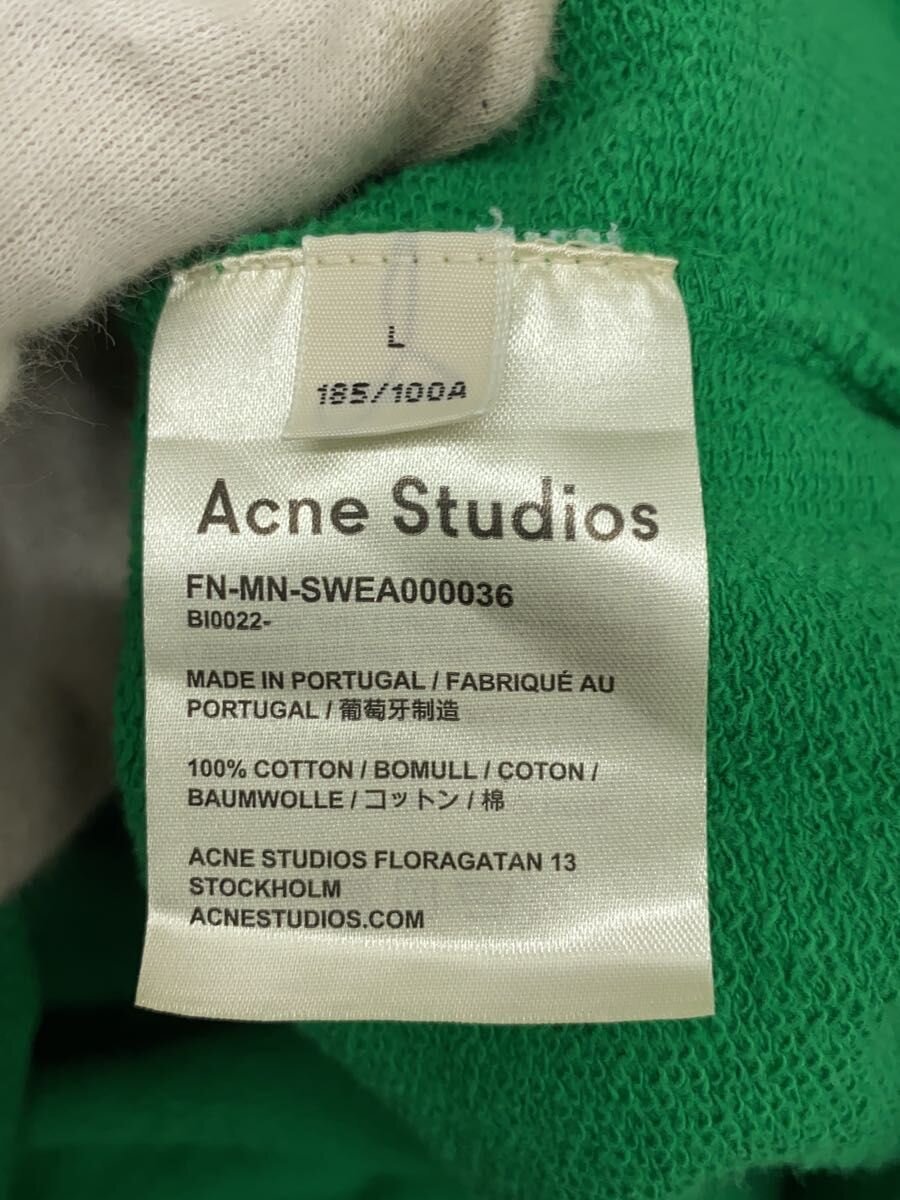 L
185/100A
Acne Studios
FN-MN-SWEA000036
BI0022-
MADE IN PORTUGAL / FABRIQUÉ AU
PORTUGAL / 葡萄牙制造
100% COTTON / BOMULL / COTON /
BAUMWOLLE / コットン / 棉
ACNE STUDIOS FLORAGATAN 13
STOCKHOLM
ACNESTUDIOS.COM